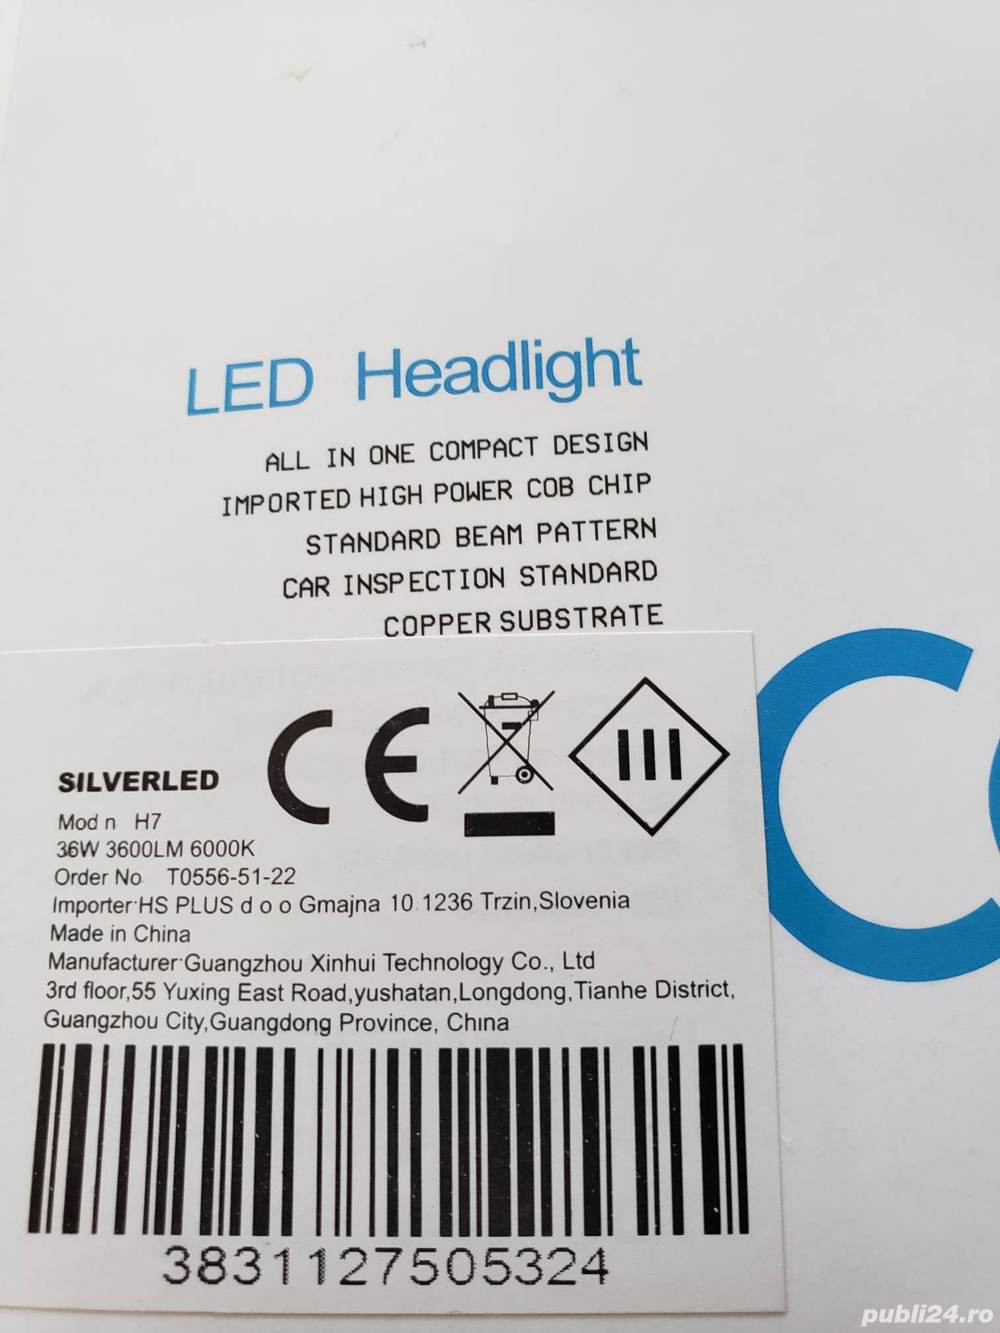 LED Headlight
ALL IN ONE COMPACT DESIGN
IMPORTED HIGH POWER COB CHIP
STANDARD BEAM PATTERN
CAR INSPECTION STANDARD
COPPER SUBSTRATE
CE
III
SILVERLED
Mod n H7
36W 3600LM 6000K
Order No T0556-51-22
Importer:HS PLUS d o o Gmajna 10.1236 Trzin,Slovenia
Made in China
Manufacturer:Guangzhou Xinhui Technology Co., Ltd
3rd floor,55 Yuxing East Road,yushatan,Longdong,Tianhe District,
Guangzhou City,Guangdong Province, China
3831127505324
publi24.ro